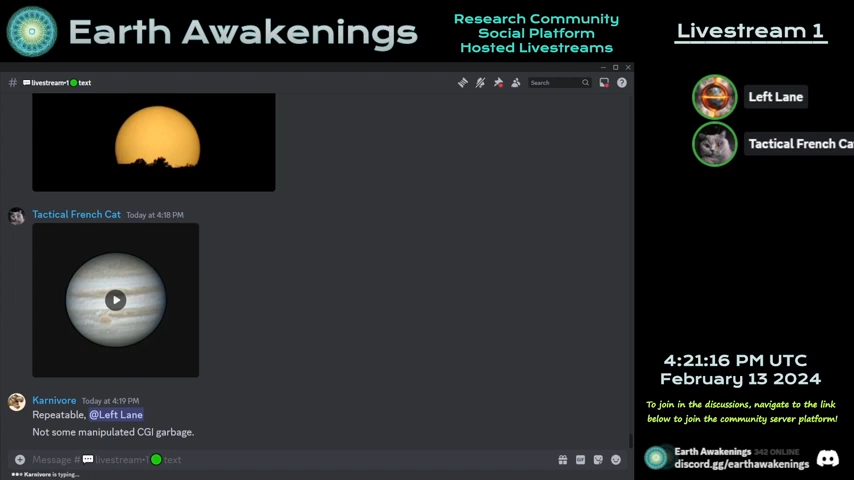 Earth Awakenings
Research Community
Social Platform
Hosted Livestreams
Livestream 1
# livestream-1 text
Search
Left Lane
Tactical French Ca
Tactical French Cat Today at 4:18 PM
Karnivore Today at 4:19 PM
Repeatable, @Left Lane
Not some manipulated CGI garbage.
Message # livestream-1 text
GIF
Karnivore is typing...
4:21:16 PM UTC
February 13 2024
To join in the discussions, navigate to the link
below to join the community server platform!
Earth Awakenings 342 ONLINE
discord.gg/earthawakenings